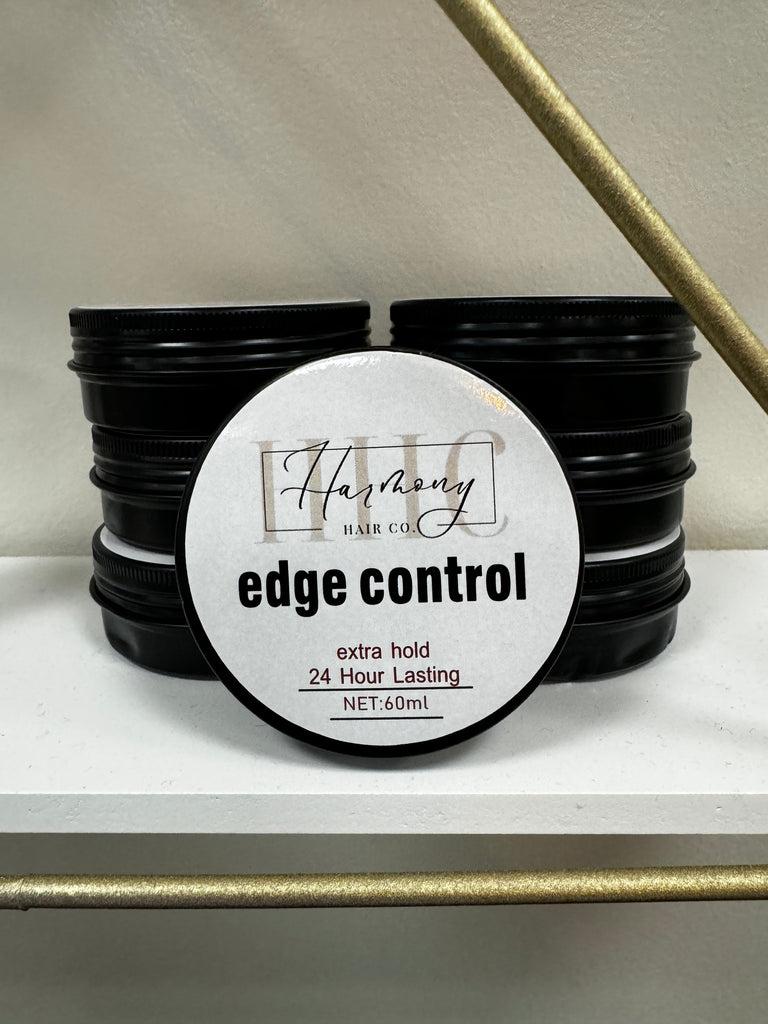 HHC
Harmony
HAIR CO.
edge control
extra hold
24 Hour Lasting
NET:60ml